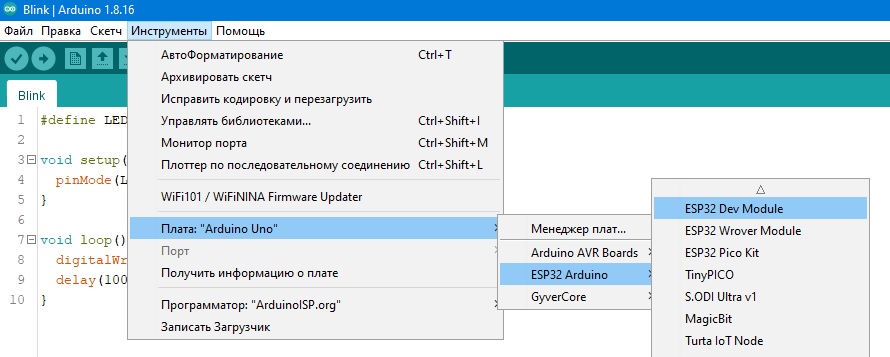 Blink | Arduino 1.8.16
Файл Правка Скетч Инструменты Помощь
АвтоФорматирование Ctrl+T
Архивировать скетч
Исправить кодировку и перезагрузить
Управлять библиотеками... Ctrl+Shift+I
Монитор порта Ctrl+Shift+M
Плоттер по последовательному соединению Ctrl+Shift+L
WiFi101 / WiFiNINA Firmware Updater
Плата: "Arduino Uno"
Порт
Получить информацию о плате
Программатор: "ArduinoISP.org"
Записать Загрузчик
Менеджер плат...
Arduino AVR Boards
ESP32 Arduino
GyverCore
ESP32 Dev Module
ESP32 Wrover Module
ESP32 Pico Kit
TinyPICO
S.ODI Ultra v1
MagicBit
Turta IoT Node
Blink
1 #define LED
2
3 void setup(
4 pinMode(L
5 }
6
7 void loop()
8 digitalWr
9 delay(100
10 }